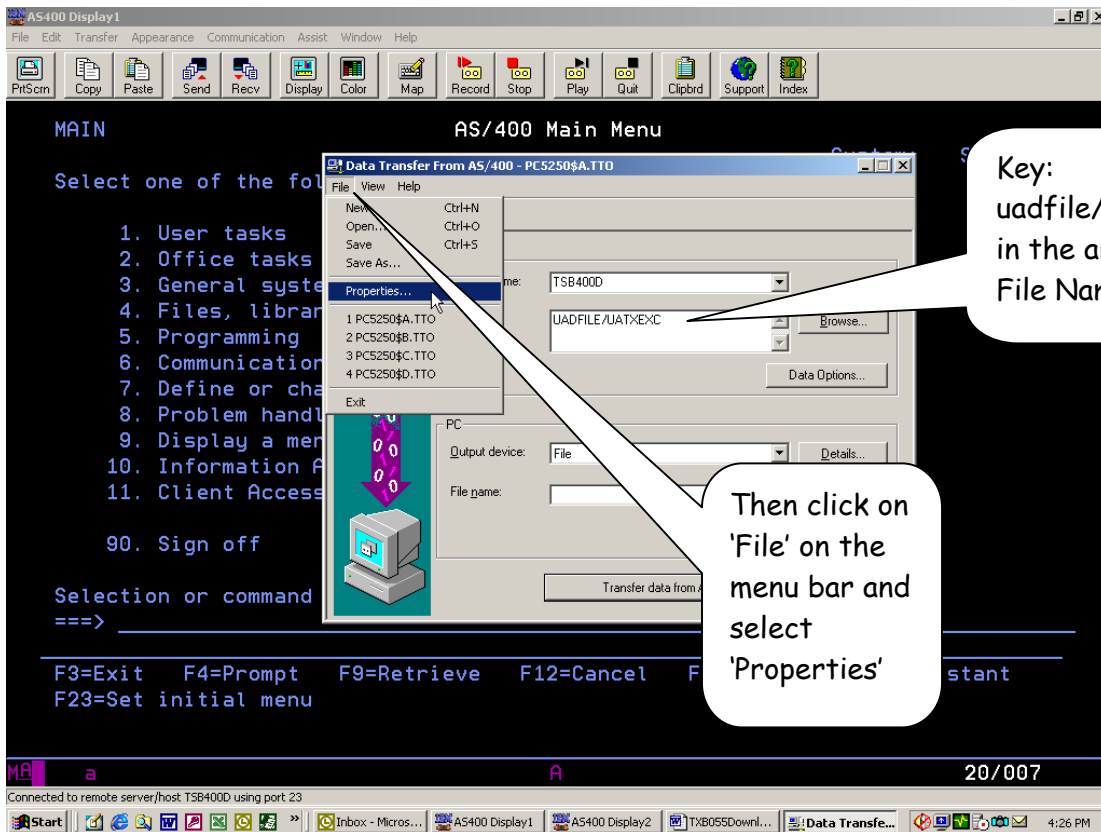 AS400 Display1
File Edit Transfer Appearance Communication Assist Window Help
PrtScrn Copy Paste Send Recv Display Color Map Record Stop Play Quit Clipbrd Support Index
MAIN AS/400 Main Menu
Select one of the fol
1. User tasks
2. Office tasks
3. General syste
4. Files, librar
5. Programming
6. Communication
7. Define or cha
8. Problem handl
9. Display a men
10. Information A
11. Client Access
90. Sign off
Selection or command
===>
F3=Exit F4=Prompt F9=Retrieve F12=Cancel F stant
F23=Set initial menu
Data Transfer From AS/400 - PC5250$A.TTO
File View Help
New Ctrl+N
Open... Ctrl+O
Save Ctrl+S
Save As...
Properties...
1 PC5250$A.TTO
2 PC5250$B.TTO
3 PC5250$C.TTO
4 PC5250$D.TTO
Exit
me: TSB400D
UADFILE/UATXEXC Browse...
Data Options...
PC
Output device: File Details...
File name:
Transfer data from
Key:
uadfile/
in the a
File Nar
Then click on
‘File’ on the
menu bar and
select
‘Properties’
MA a A 20/007
Connected to remote server/host TSB400D using port 23
Start » Inbox - Micros... AS400 Display1 AS400 Display2 TXB055Downl... Data Transfe... 4:26 PM